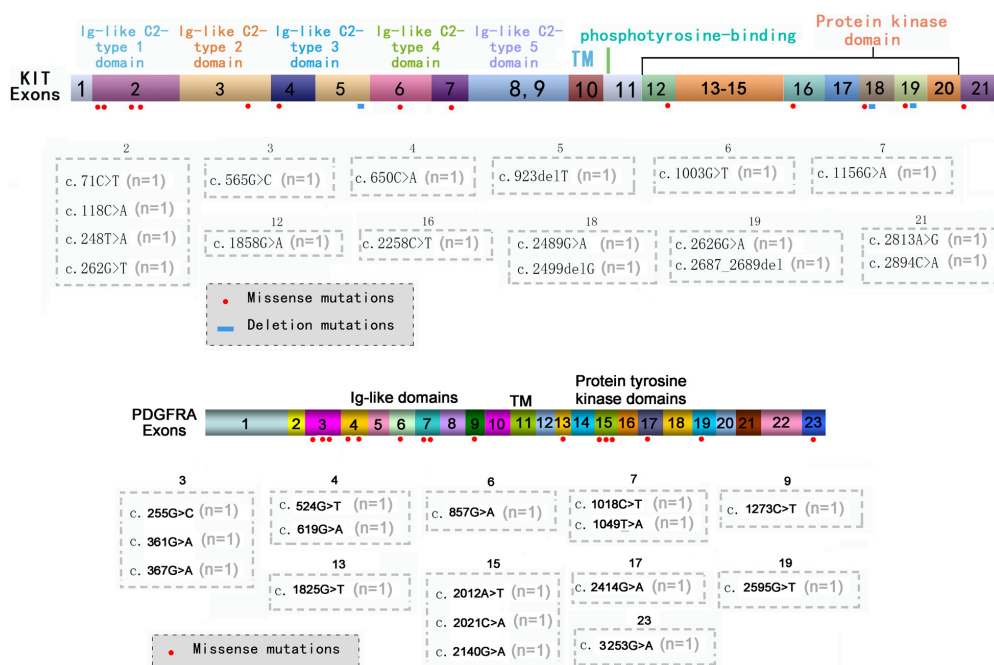 Ig-like C2-
type 1
domain
Ig-like C2-
type 2
domain
Ig-like C2-
type 3
domain
Ig-like C2-
type 4
domain
Ig-like C2-
type 5
domain
TM
phosphotyrosine-binding
Protein kinase
domain
KIT
Exons
1 2 3 4 5 6 7 8,9 10 11 12 13-15 16 17 18 19 20 21
2
c.71C>T (n=1)
c.118C>A (n=1)
c.248T>A (n=1)
c.262G>T (n=1)
3
c.565G>C (n=1)
4
c.650C>A (n=1)
5
c.923delT (n=1)
6
c.1003G>T (n=1)
7
c.1156G>A (n=1)
12
c.1858G>A (n=1)
16
c.2258C>T (n=1)
18
c.2489G>A (n=1)
c.2499delG (n=1)
19
c.2626G>A (n=1)
c.2687_2689del (n=1)
21
c.2813A>G (n=1)
c.2894C>A (n=1)
Missense mutations
Deletion mutations
Ig-like domains
TM
Protein tyrosine
kinase domains
PDGFRA
Exons
1 2 3 4 5 6 7 8 9 10 11 12 13 14 15 16 17 18 19 20 21 22 23
3
c. 255G>C (n=1)
c. 361G>A (n=1)
c. 367G>A (n=1)
4
c. 524G>T (n=1)
c. 619G>A (n=1)
6
c. 857G>A (n=1)
7
c. 1018C>T (n=1)
c. 1049T>A (n=1)
9
c. 1273C>T (n=1)
13
c. 1825G>T (n=1)
15
c. 2012A>T (n=1)
c. 2021C>A (n=1)
c. 2140G>A (n=1)
17
c. 2414G>A (n=1)
19
c. 2595G>T (n=1)
23
c. 3253G>A (n=1)
Missense mutations